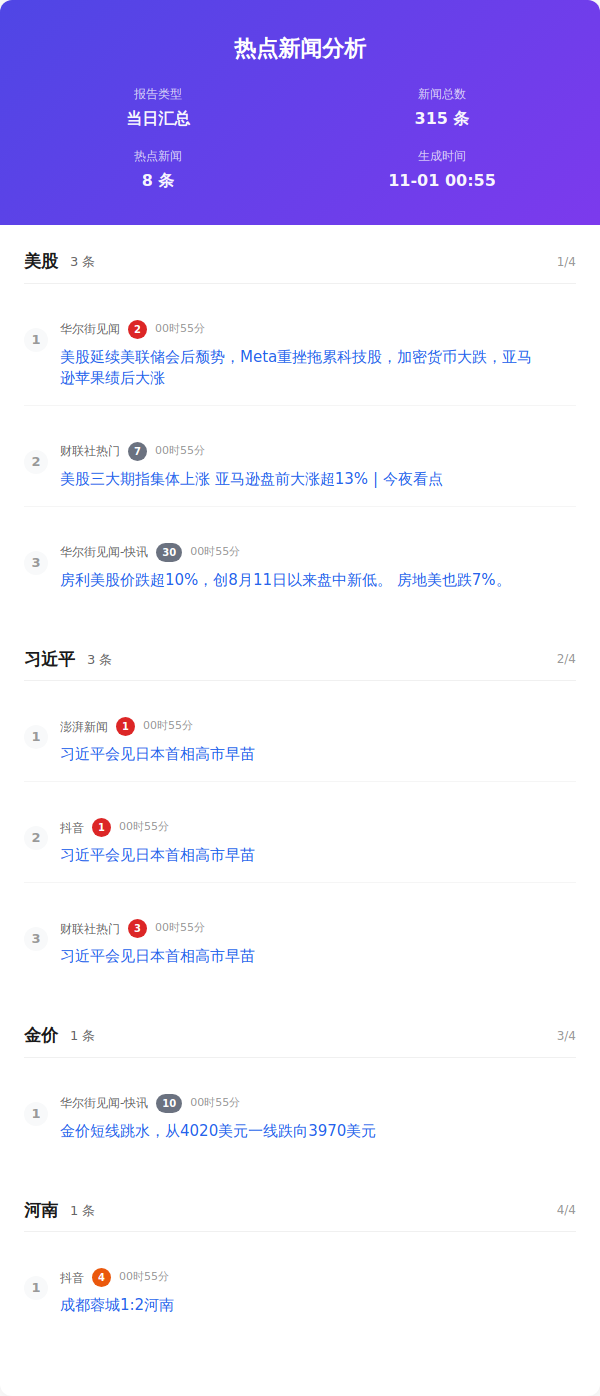 热点新闻分析
报告类型
当日汇总
新闻总数
315 条
热点新闻
8 条
生成时间
11-01 00:55
美股 3 条 1/4
1
华尔街见闻 2 00时55分
美股延续美联储会后颓势，Meta重挫拖累科技股，加密货币大跌，亚马
逊苹果绩后大涨
2
财联社热门 7 00时55分
美股三大期指集体上涨 亚马逊盘前大涨超13% | 今夜看点
3
华尔街见闻-快讯 30 00时55分
房利美股价跌超10%，创8月11日以来盘中新低。 房地美也跌7%。
习近平 3 条 2/4
1
澎湃新闻 1 00时55分
习近平会见日本首相高市早苗
2
抖音 1 00时55分
习近平会见日本首相高市早苗
3
财联社热门 3 00时55分
习近平会见日本首相高市早苗
金价 1 条 3/4
1
华尔街见闻-快讯 10 00时55分
金价短线跳水，从4020美元一线跌向3970美元
河南 1 条 4/4
1
抖音 4 00时55分
成都蓉城1:2河南